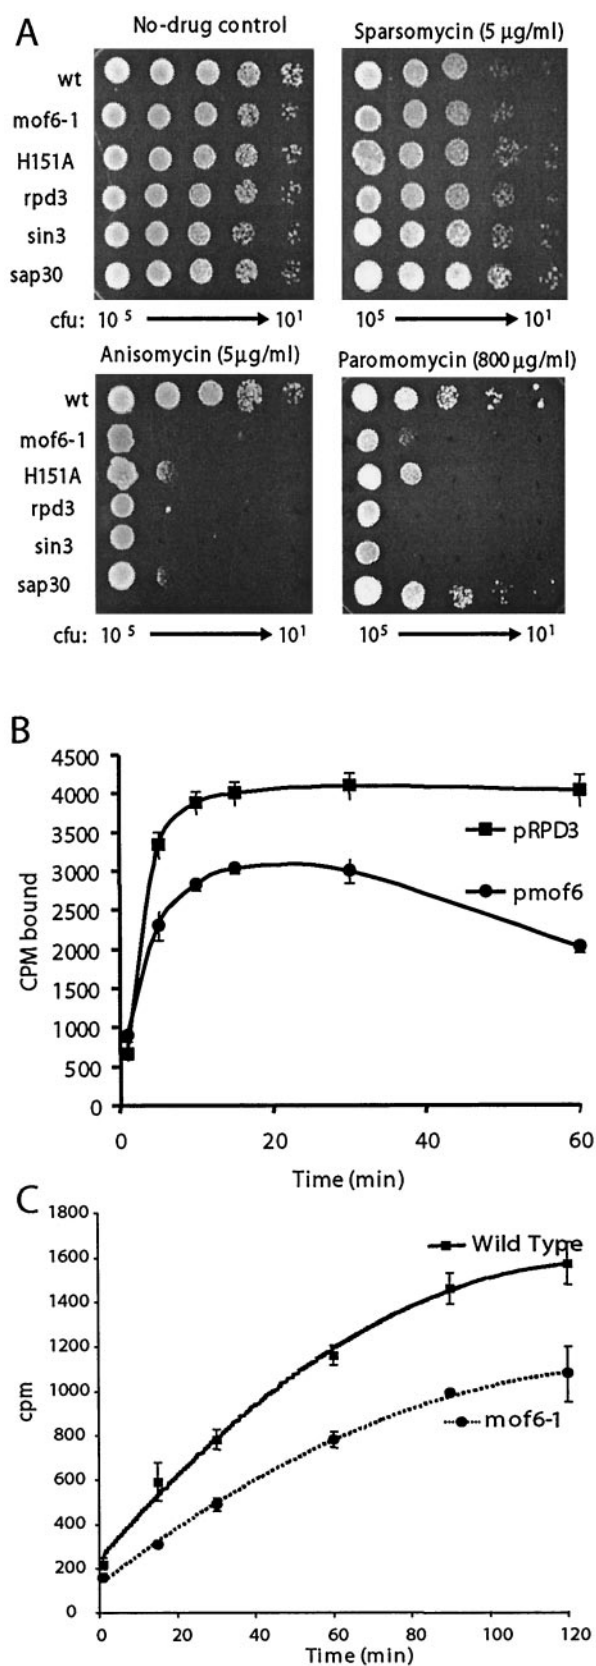 A
No-drug control
Sparsomycin (5 μg/ml)
wt
mof6-1
H151A
rpd3
sin3
sap30
cfu: 10 5 10 1
10 5 10 1
Anisomycin (5μg/ml)
Paromomycin (800 μg/ml)
wt
mof6-1
H151A
rpd3
sin3
sap30
cfu: 10 5 10 1
10 5 10 1
B
4500
4000
3500
3000
2500
2000
1500
1000
500
0
CPM bound
pRPD3
pmof6
0 20 40 60
Time (min)
C
1800
1600
1400
1200
1000
800
600
400
200
0
cpm
Wild Type
mof6-1
0 20 40 60 80 100 120
Time (min)